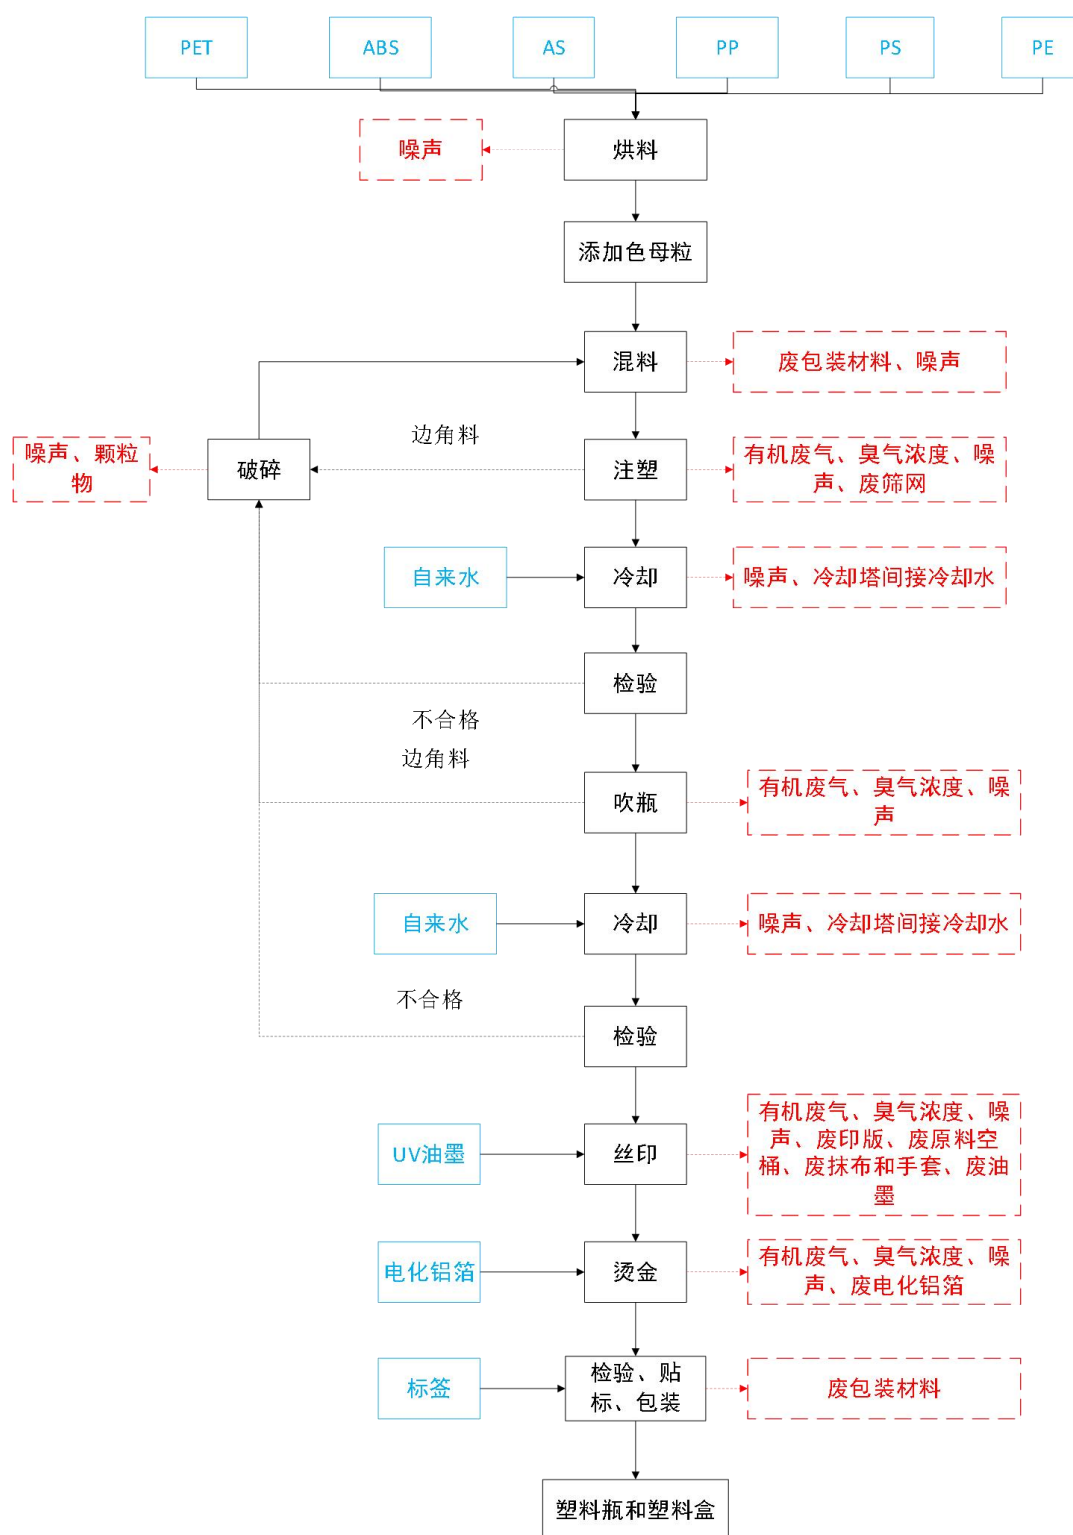 PET
ABS
AS
PP
PS
PE
噪声
烘料
添加色母粒
混料
废包装材料、噪声
边角料
噪声、颗粒
物
破碎
注塑
有机废气、臭气浓度、噪
声、废筛网
自来水
冷却
噪声、冷却塔间接冷却水
检验
不合格
边角料
吹瓶
有机废气、臭气浓度、噪
声
自来水
冷却
噪声、冷却塔间接冷却水
不合格
检验
UV油墨
丝印
有机废气、臭气浓度、噪
声、废印版、废原料空
桶、废抹布和手套、废油
墨
电化铝箔
烫金
有机废气、臭气浓度、噪
声、废电化铝箔
标签
检验、贴
标、包装
废包装材料
塑料瓶和塑料盒